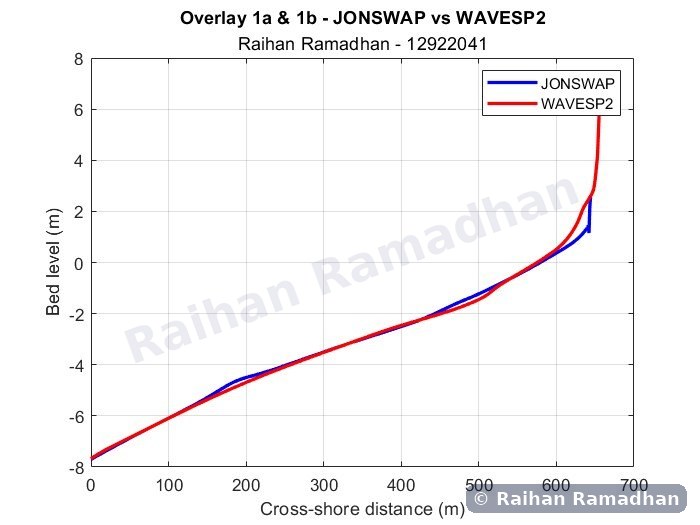 Overlay 1a & 1b - JONSWAP vs WAVESP2
Raihan Ramadhan - 12922041
8
6
4
2
0
-2
-4
-6
-8
Bed level (m)
JONSWAP
WAVESP2
Raihan Ramadhan
0
100
200
300
400
500
600
700
Cross-shore distance (m)
© Raihan Ramadhan